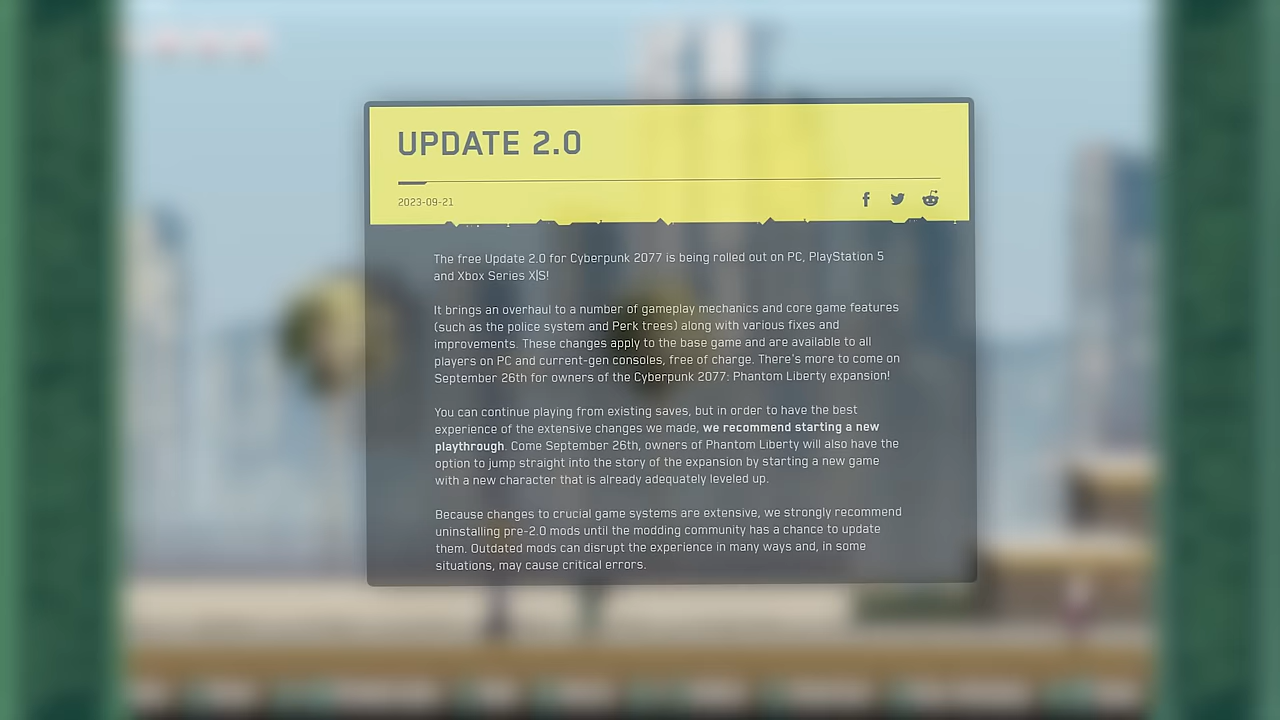 UPDATE 2.0
2023-09-21
The free Update 2.0 for Cyberpunk 2077 is being rolled out on PC, PlayStation 5
and Xbox Series X|S!
It brings an overhaul to a number of gameplay mechanics and core game features
(such as the police system and Perk trees) along with various fixes and
improvements. These changes apply to the base game and are available to all
players on PC and current-gen consoles, free of charge. There's more to come on
September 26th for owners of the Cyberpunk 2077: Phantom Liberty expansion!
You can continue playing from existing saves, but in order to have the best
experience of the extensive changes we made, we recommend starting a new
playthrough. Come September 26th, owners of Phantom Liberty will also have the
option to jump straight into the story of the expansion by starting a new game
with a new character that is already adequately leveled up.
Because changes to crucial game systems are extensive, we strongly recommend
uninstalling pre-2.0 mods until the modding community has a chance to update
them. Outdated mods can disrupt the experience in many ways and, in some
situations, may cause critical errors.